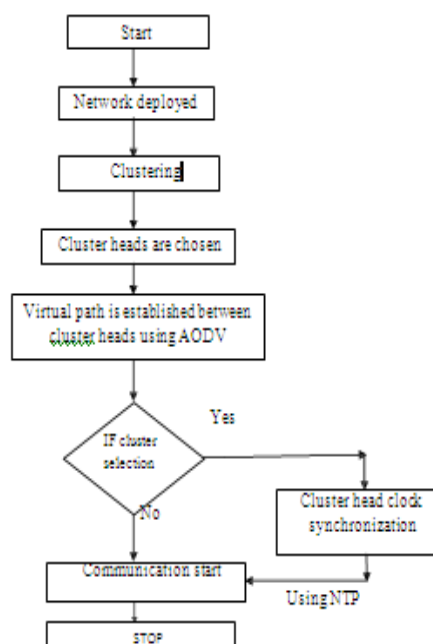 Start
Network deployed
Clustering
Cluster heads are chosen
Virtual path is established between
cluster heads using AODV
IF cluster
selection
Yes
No
Cluster head clock
synchronization
Using NTP
Communication start
STOP